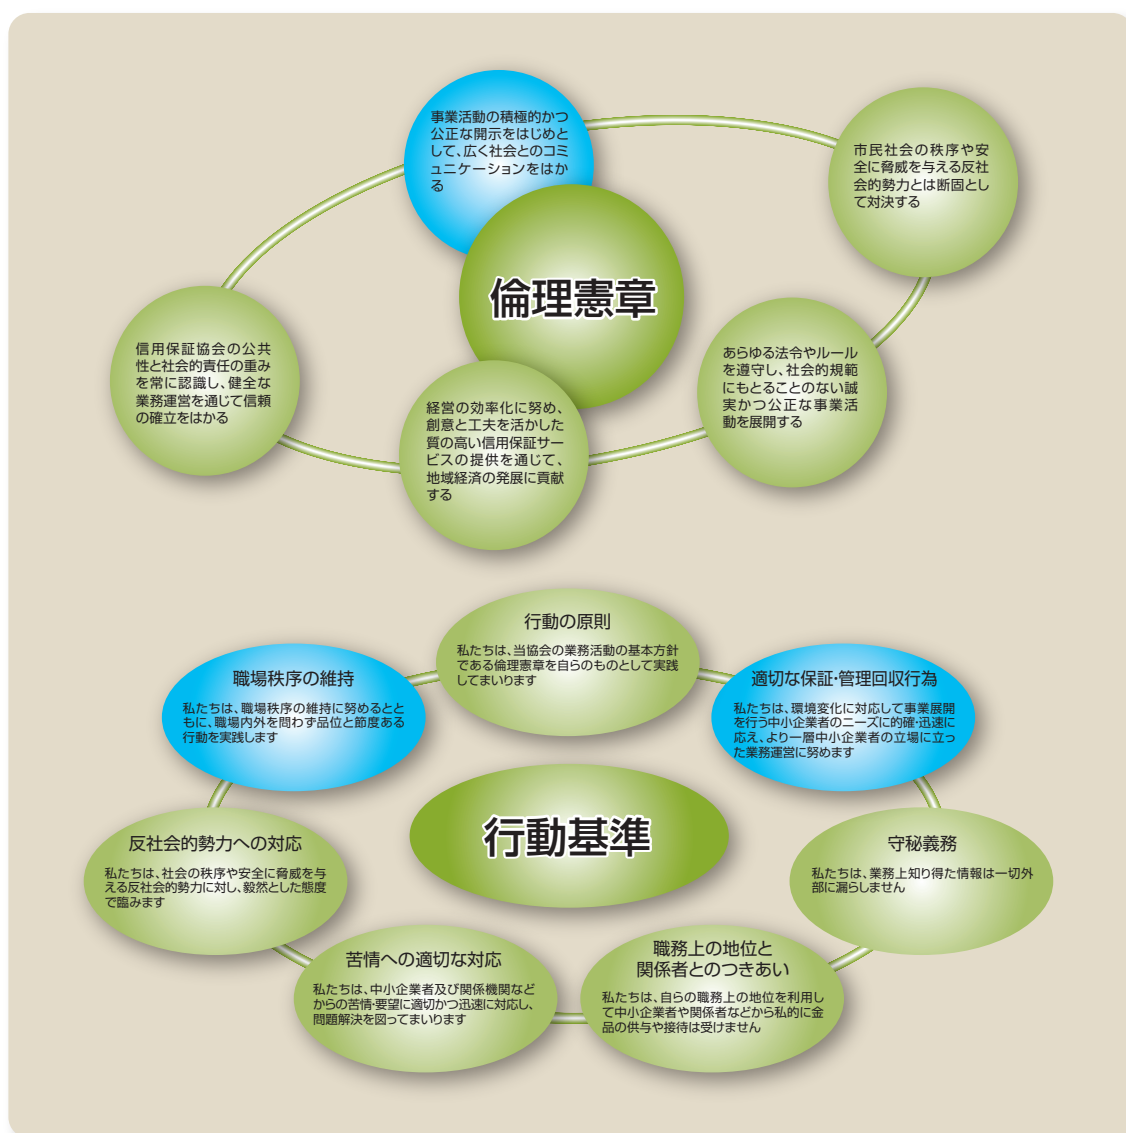 事業活動の積極的かつ
公正な開示をはじめと
して、広く社会とのコミ
ュニケーションをはか
る
市民社会の秩序や安
全に脅威を与える反社
会的勢力とは断固とし
て対決する
倫理憲章
信用保証協会の公共
性と社会的責任の重み
を常に認識し、健全な
業務運営を通じて信頼
の確立をはかる
経営の効率化に努め、
創意と工夫を活かした
質の高い信用保証サー
ビスの提供を通じて、
地域経済の発展に貢献
する
あらゆる法令やルール
を遵守し、社会的規範
にもとることのない誠
実かつ公正な事業活
動を展開する
行動の原則
私たちは、当協会の業務活動の基本方針
である倫理憲章を自らのものとして実践
してまいります
職場秩序の維持
私たちは、職場秩序の維持に努めるとと
もに、職場内外を問わず品位と節度ある
行動を実践します
適切な保証・管理回収行為
私たちは、環境変化に対応して事業展開
を行う中小企業者のニーズに的確・迅速に
応え、より一層中小企業者の立場に立っ
た業務運営に努めます
行動基準
反社会的勢力への対応
私たちは、社会の秩序や安全に脅威を与
える反社会的勢力に対し、毅然とした態度
で臨みます
守秘義務
私たちは、業務上知り得た情報は一切外
部に漏らしません
苦情への適切な対応
私たちは、中小企業者及び関係機関など
からの苦情・要望に適切かつ迅速に対応し、
問題解決を図ってまいります
職務上の地位と
関係者とのつきあい
私たちは、自らの職務上の地位を利用し
て中小企業者や関係者などから私的に金
品の供与や接待は受けません